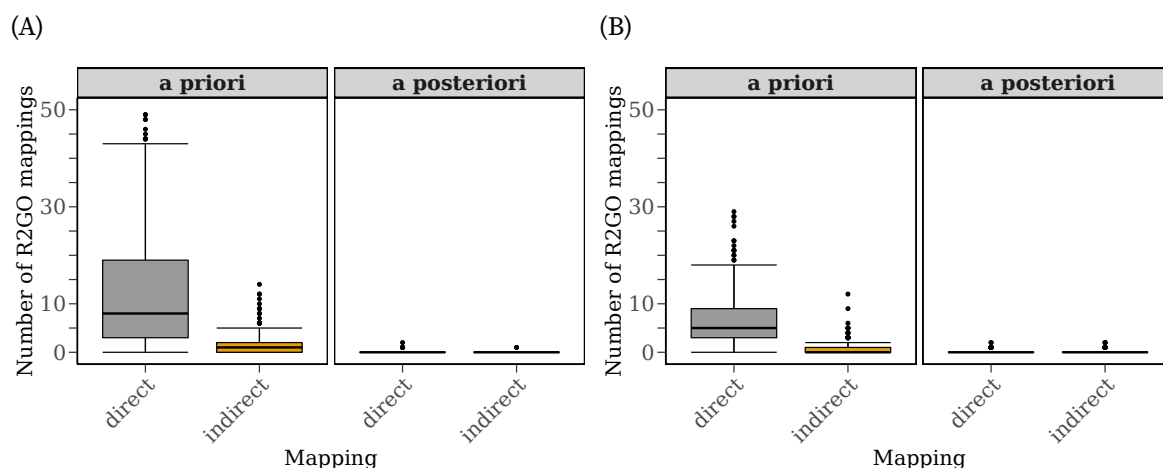 (A)
a priori
a posteriori
Number of R2GO mappings
50
30
10
0
direct
indirect
direct
indirect
Mapping
(B)
a priori
a posteriori
Number of R2GO mappings
50
30
10
0
direct
indirect
direct
indirect
Mapping